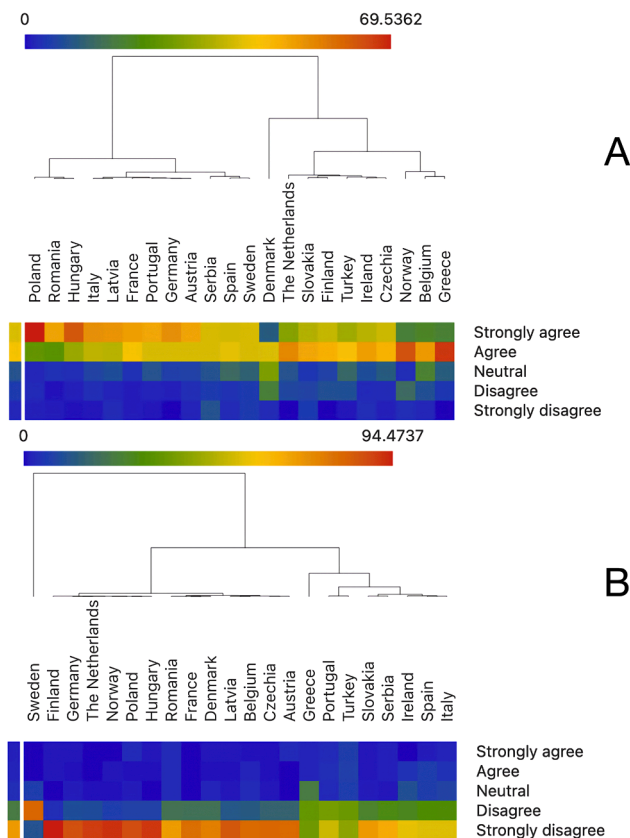 0 69.5362
A
Poland Romania Hungary Italy Latvia France Portugal Germany Austria Serbia Spain Sweden Denmark The Netherlands Slovakia Finland Turkey Ireland Czechia Norway Belgium Greece
Strongly agree
Agree
Neutral
Disagree
Strongly disagree
0 94.4737
B
Sweden Finland Germany The Netherlands Norway Poland Hungary Romania France Denmark Latvia Belgium Czechia Austria Greece Portugal Turkey Slovakia Serbia Ireland Spain Italy
Strongly agree
Agree
Neutral
Disagree
Strongly disagree